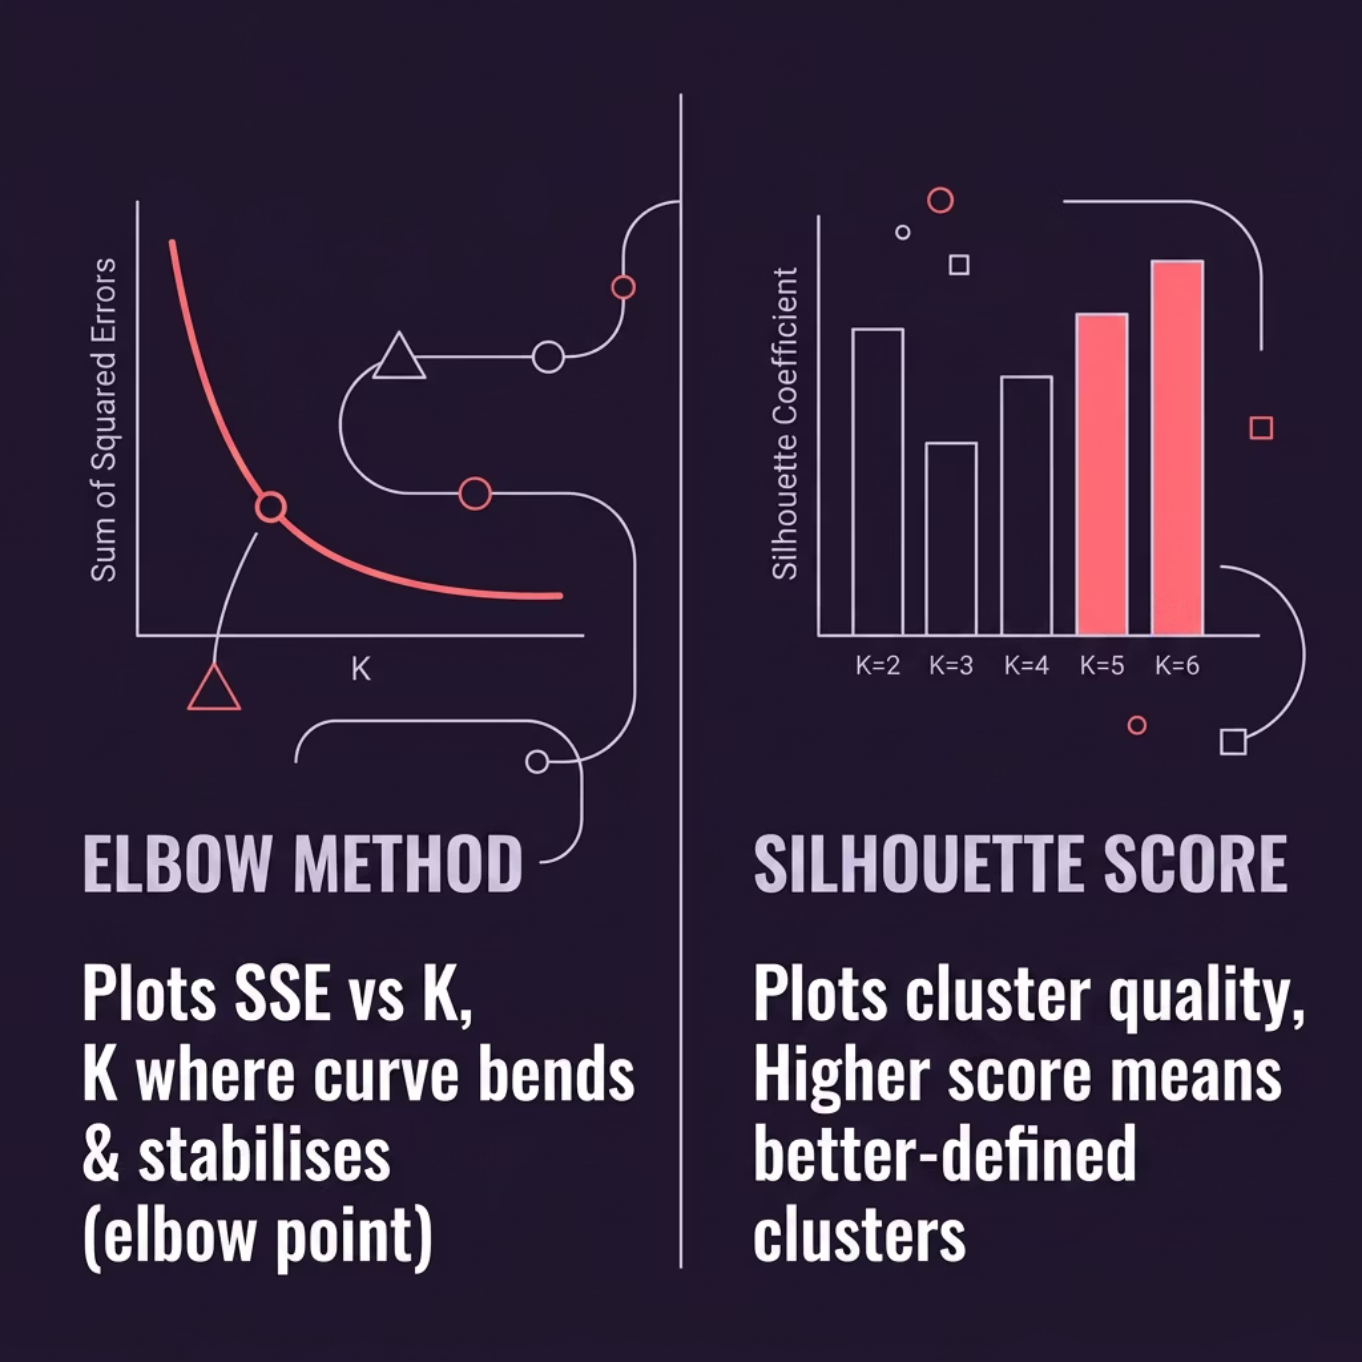 Sum of Squared Errors
K
ELBOW METHOD
Plots SSE vs K,
K where curve bends
& stabilises
(elbow point)
Silhouette Coefficient
K=2 K=3 K=4 K=5 K=6
SILHOUETTE SCORE
Plots cluster quality,
Higher score means
better-defined
clusters